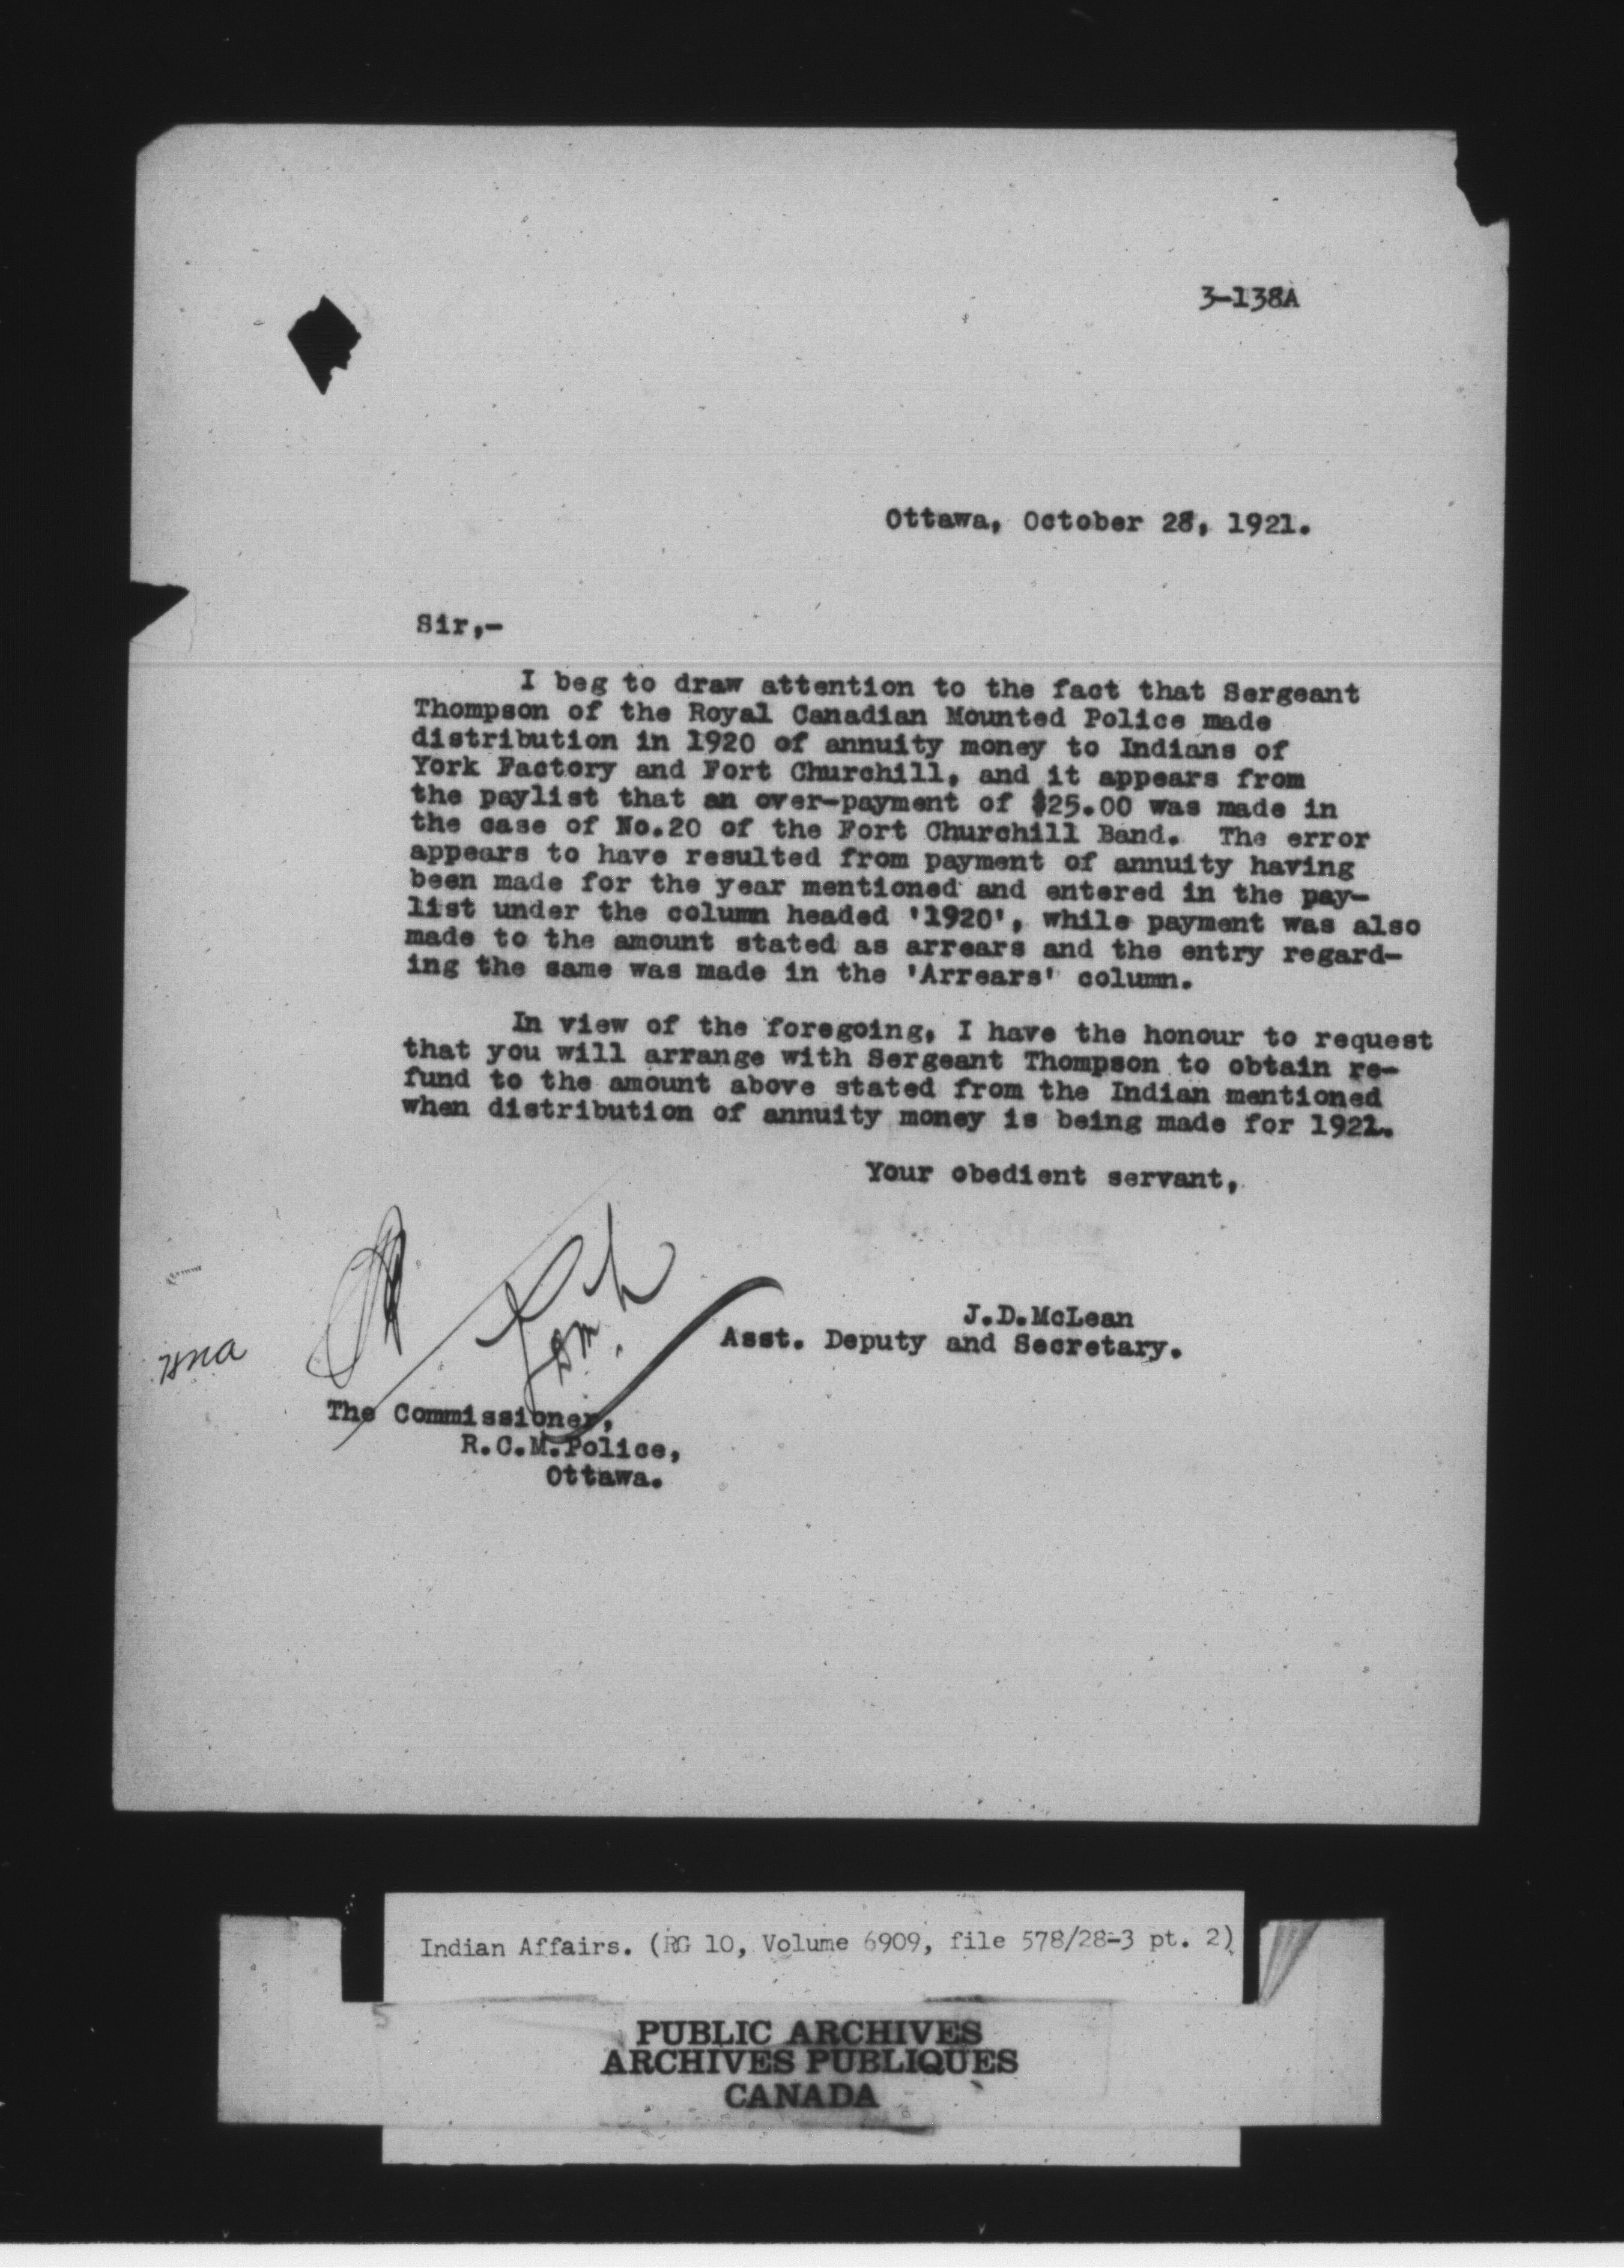 3-138A
Ottawa, October 28, 1921.
Sir,-
I beg to draw attention to the fact that Sergeant
Thompson of the Royal Canadian Mounted Police made
distribution in 1920 of annuity money to Indians of
York Factory and Fort Churchill, and it appears from
the paylist that an over-payment of $25.00 was made in
the case of No.20 of the Fort Churchill Band. The error
appears to have resulted from payment of annuity having
been made for the year mentioned and entered in the pay-
list under the column headed '1920', while payment was also
made to the amount stated as arrears and the entry regard-
ing the same was made in the 'Arrears' column.
In view of the foregoing, I have the honour to request
that you will arrange with Sergeant Thompson to obtain re-
fund to the amount above stated from the Indian mentioned
when distribution of annuity money is being made for 1921.
Your obedient servant,
J.D.McLean
Asst. Deputy and Secretary.
The Commissioner,
R.C.M.Police,
Ottawa.
Indian Affairs. (RG 10, Volume 6909, file 578/28-3 pt. 2)
5
PUBLIC ARCHIVES
ARCHIVES PUBLIQUES
CANADA